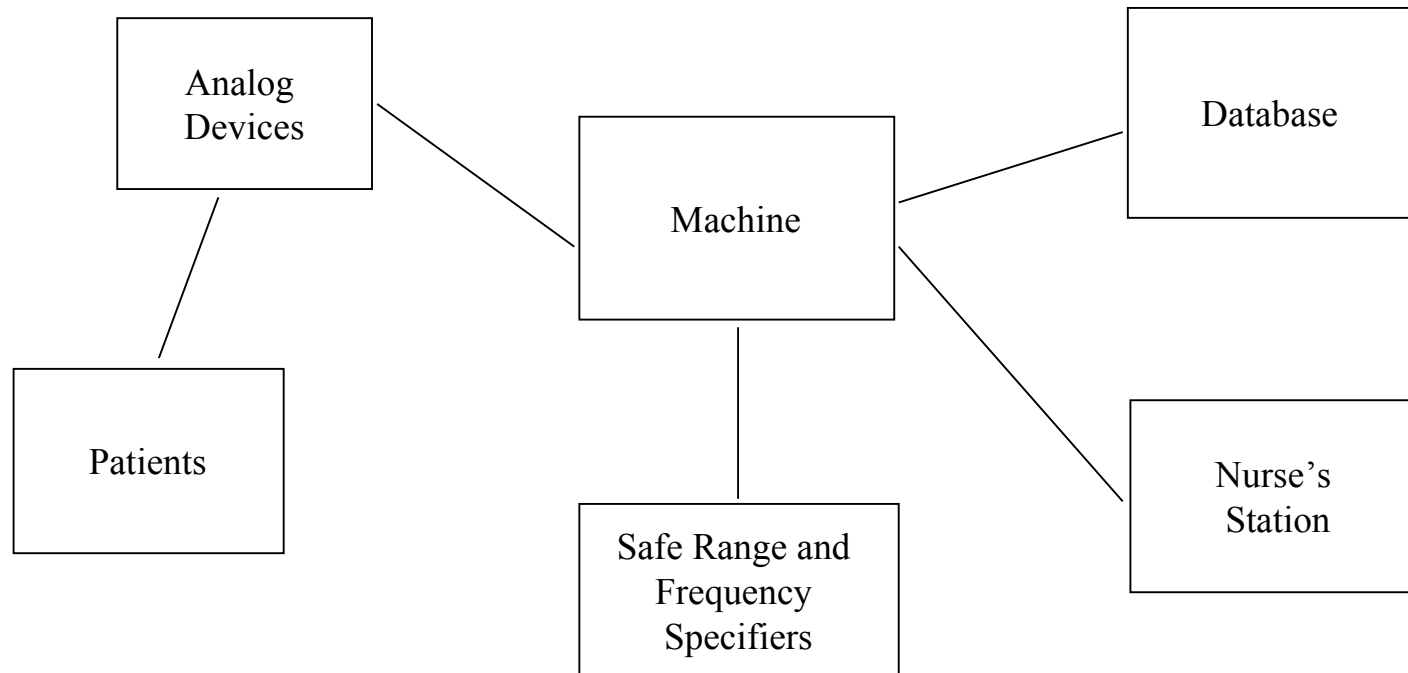 Analog
Devices
Database
Machine
Patients
Nurse’s
Station
Safe Range and
Frequency
Specifiers